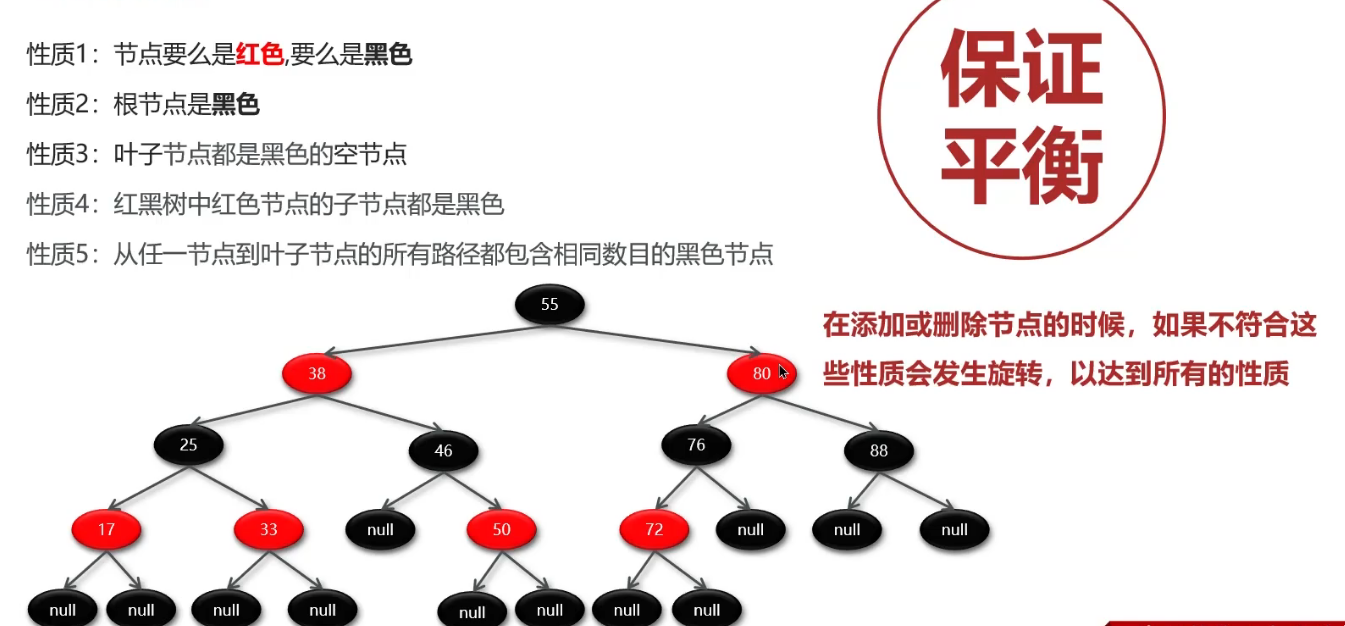 性质1：节点要么是红色,要么是黑色
性质2：根节点是黑色
性质3：叶子节点都是黑色的空节点
性质4：红黑树中红色节点的子节点都是黑色
性质5：从任一节点到叶子节点的所有路径都包含相同数目的黑色节点
保证
平衡
在添加或删除节点的时候，如果不符合这
些性质会发生旋转，以达到所有的性质
55
38
80
25
46
76
88
17
33
null
50
72
null
null
null
null
null
null
null
null
null
null
null